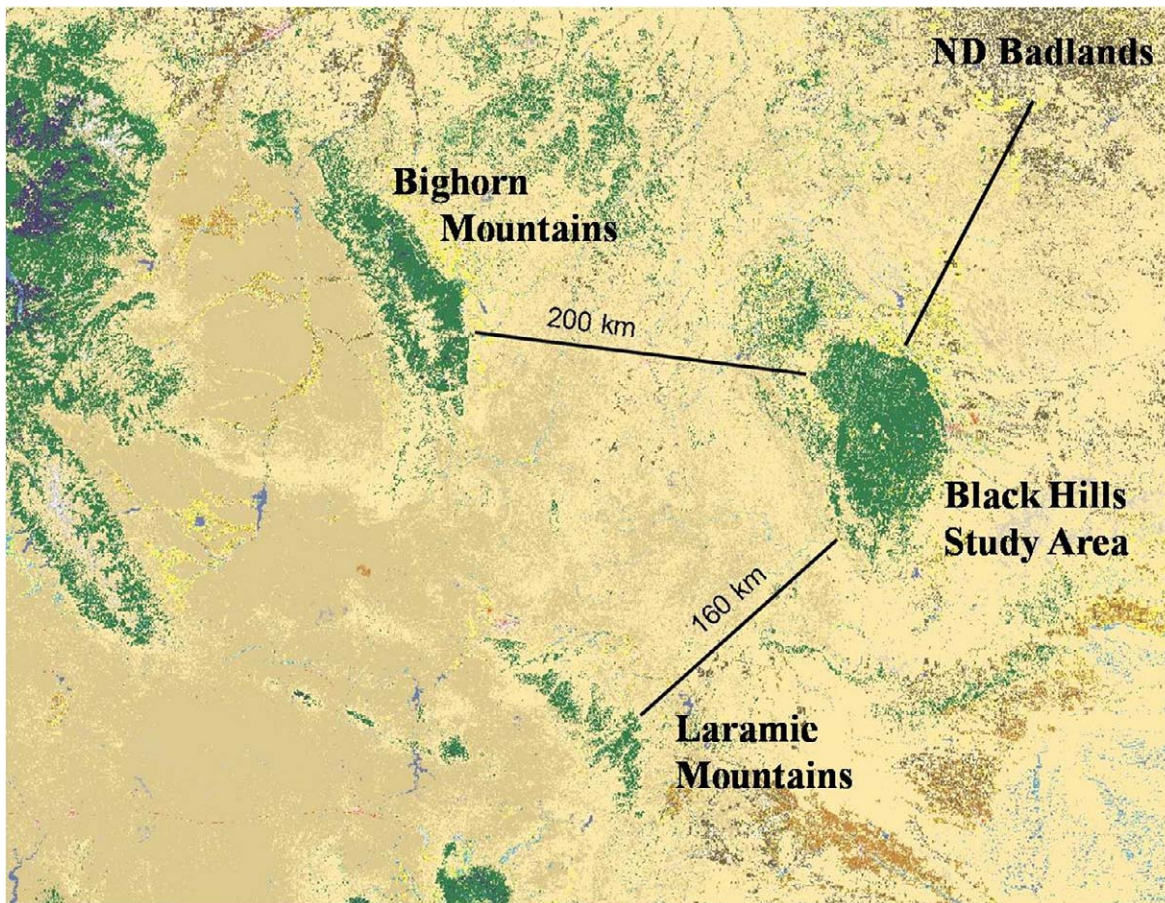 ND Badlands
Bighorn
Mountains
200 km
Black Hills
Study Area
160 km
Laramie
Mountains